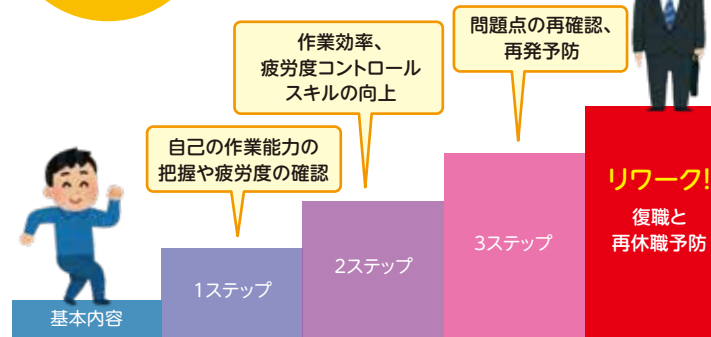 作業効率、
疲労度コントロール
スキルの向上
問題点の再確認、
再発予防
自己の作業能力の
把握や疲労度の確認
リワーク!
復職と
再休職予防
3ステップ
2ステップ
1ステップ
基本内容